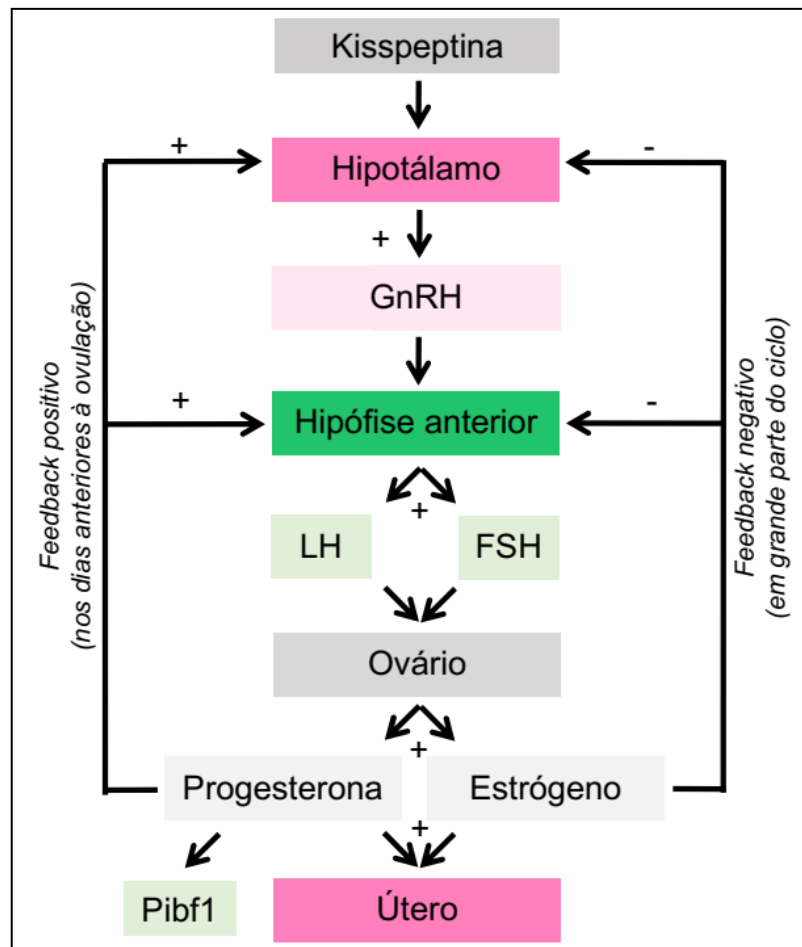 Kisspeptina
+
-
Hipotálamo
+
GnRH
Feedback positivo
(nos dias anteriores à ovulação)
Feedback negativo
(em grande parte do ciclo)
+
-
Hipófise anterior
+
LH
FSH
Ovário
+
Progesterona
Estrógeno
+
Pibf1
Útero